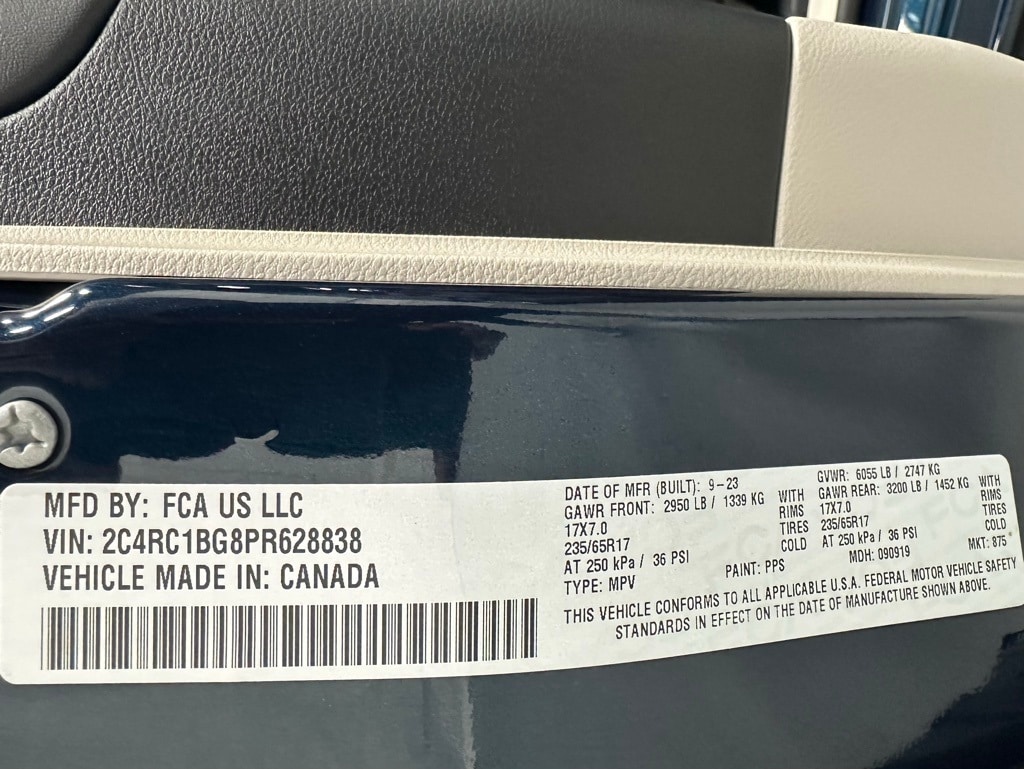 MFD BY: FCA US LLC
VIN: 2C4RC1BG8PR628838
VEHICLE MADE IN: CANADA
DATE OF MFR (BUILT): 9-23
GAWR FRONT: 2950 LB / 1339 KG WITH
17X7.0 RIMS
235/65R17 TIRES
AT 250 kPa / 36 PSI COLD
TYPE: MPV
PAINT: PPS
GVWR: 6055 LB / 2747 KG
GAWR REAR: 3200 LB / 1452 KG WITH
17X7.0 RIMS
235/65R17 TIRES
AT 250 kPa / 36 PSI COLD
MDH: 090919
MKT: 875*
THIS VEHICLE CONFORMS TO ALL APPLICABLE U.S.A. FEDERAL MOTOR VEHICLE SAFETY
STANDARDS IN EFFECT ON THE DATE OF MANUFACTURE SHOWN ABOVE.